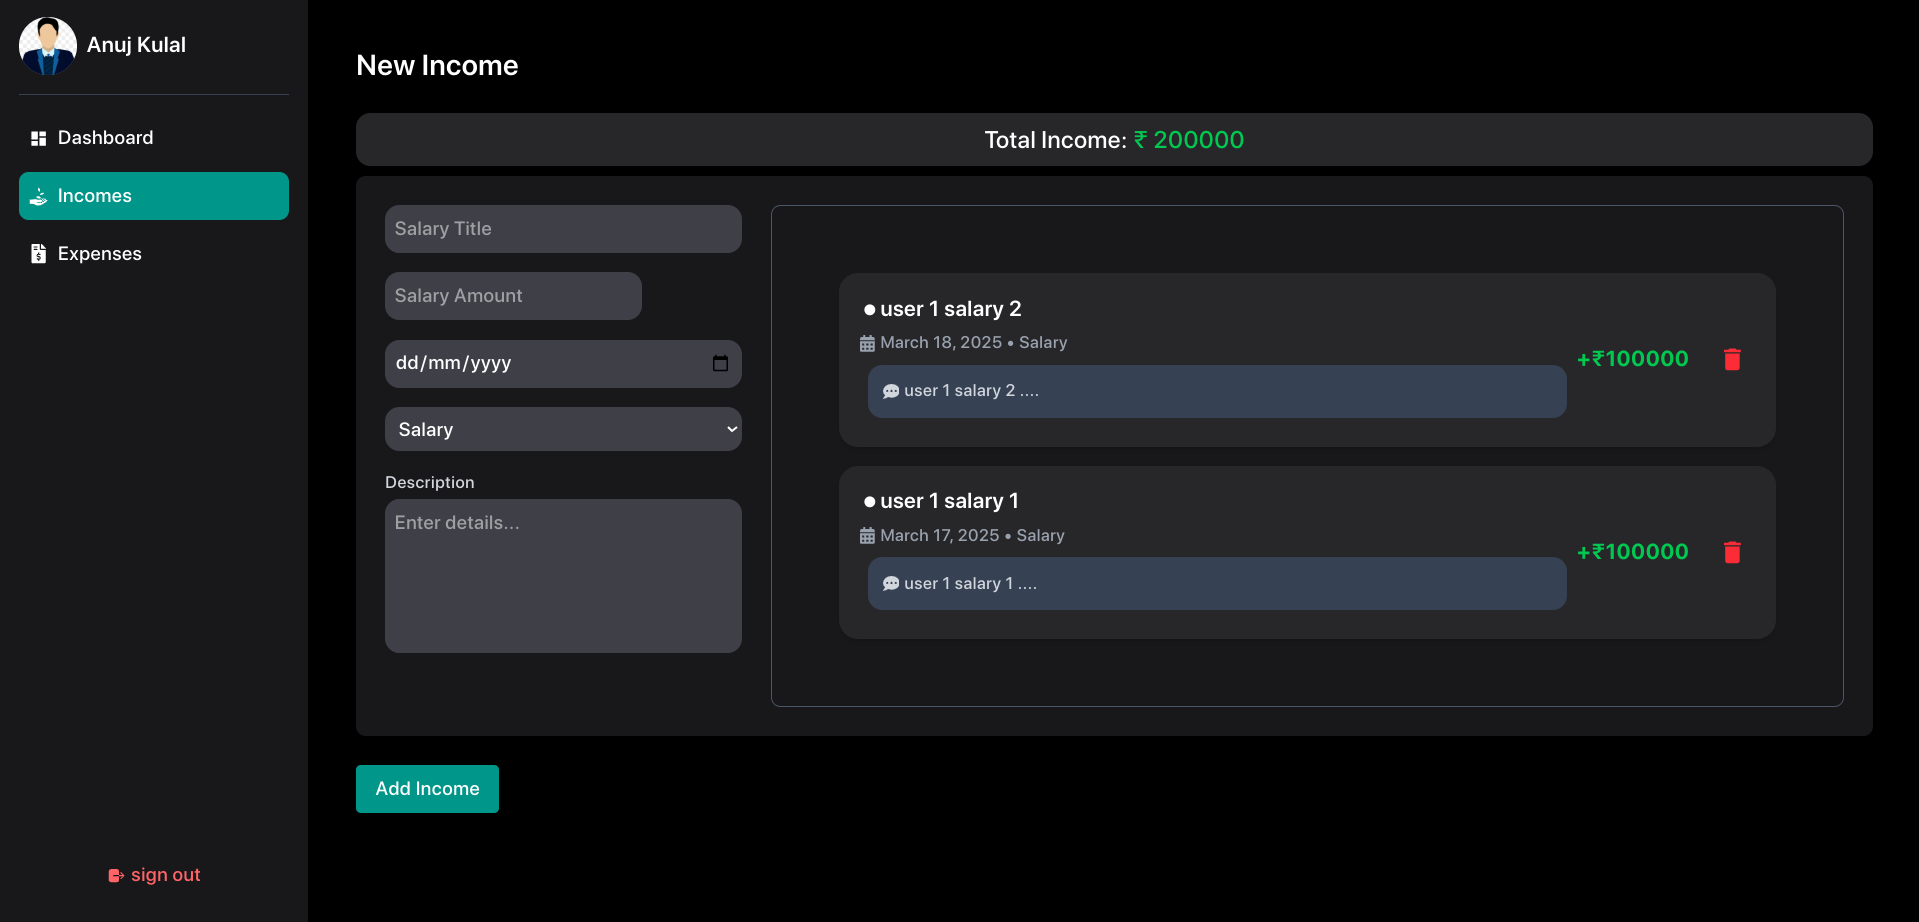 Anuj Kulal
Dashboard
Incomes
Expenses
sign out
New Income
Total Income: ₹ 200000
Salary Title
Salary Amount
dd/mm/yyyy
Salary
Description
Enter details...
user 1 salary 2
March 18, 2025 • Salary
user 1 salary 2 ....
+₹100000
user 1 salary 1
March 17, 2025 • Salary
user 1 salary 1 ....
+₹100000
Add Income